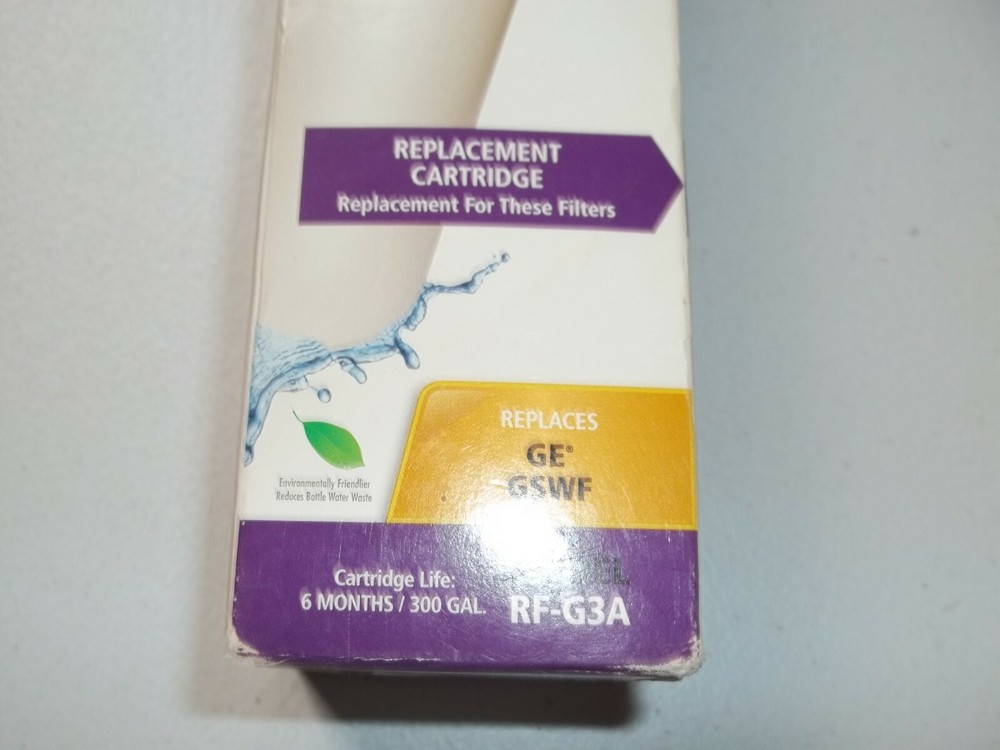 REPLACEMENT
CARTRIDGE
Replacement For These Filters
REPLACES
GE®
GSWF
Environmentally Friendlier
Reduces Bottle Water Waste
Cartridge Life:
6 MONTHS / 300 GAL.
RF-G3A